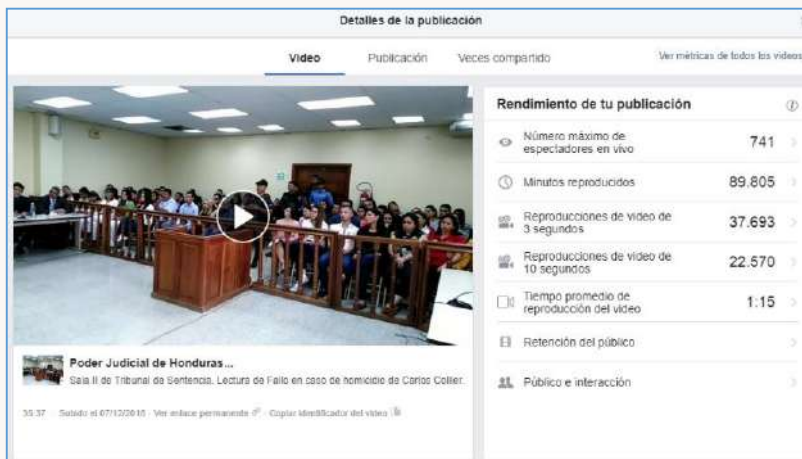 Detalles de la publicación
Video Publicación Veces compartido Ver métricas de todos los videos
Rendimiento de tu publicación
Número máximo de
espectadores en vivo
741
Minutos reproducidos
89.805
Reproducciones de video de
3 segundos
37.693
Reproducciones de video de
10 segundos
22.570
Tiempo promedio de
reproducción del video
1:15
Retención del público
Público e interacción
Poder Judicial de Honduras...
Sala II de Tribunal de Sentencia. Lectura de Fallo en caso de homicidio de Carlos Collier.
35:37 Subido el 07/12/2018 · Ver enlace permanente · Copiar identificador del video